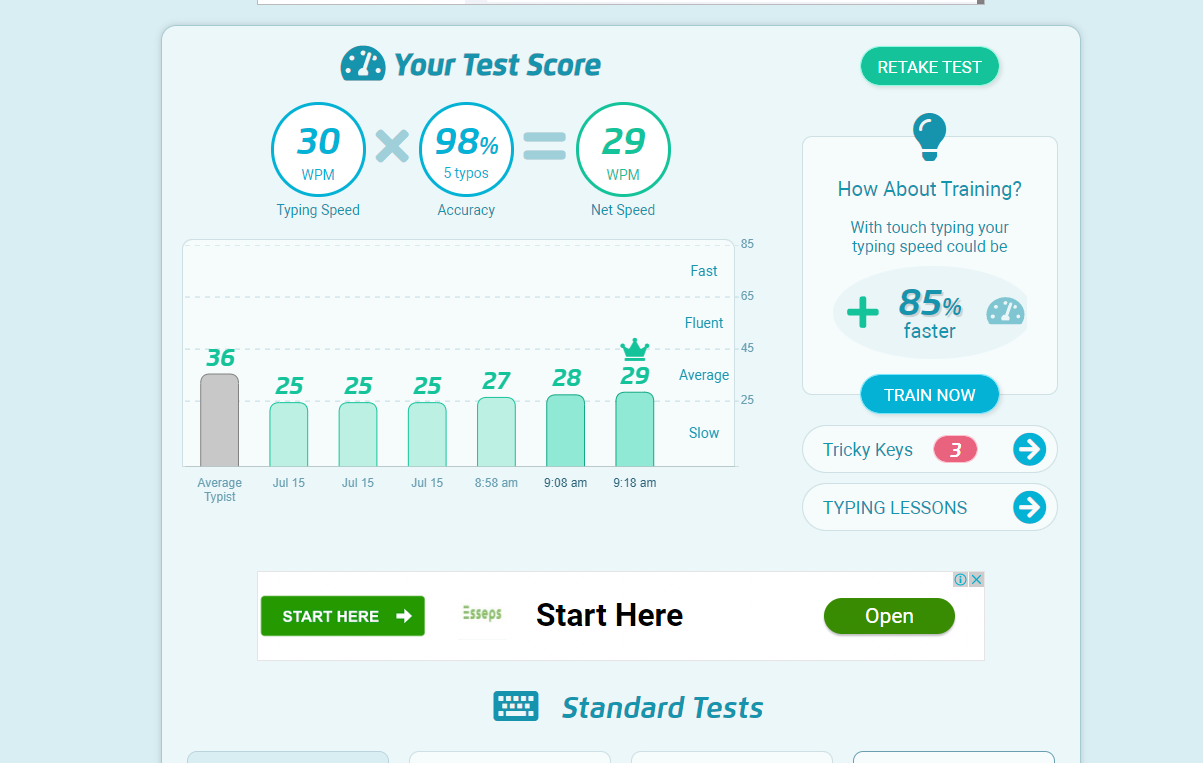 Your Test Score
RETAKE TEST
30
WPM
Typing Speed
98%
5 typos
Accuracy
29
WPM
Net Speed
85
Fast
65
Fluent
45
Average
25
Slow
36
25
25
25
27
28
29
Average
Typist
Jul 15
Jul 15
Jul 15
8:58 am
9:08 am
9:18 am
How About Training?
With touch typing your
typing speed could be
85%
faster
TRAIN NOW
Tricky Keys 3
TYPING LESSONS
START HERE
Esseps
Start Here
Open
Standard Tests